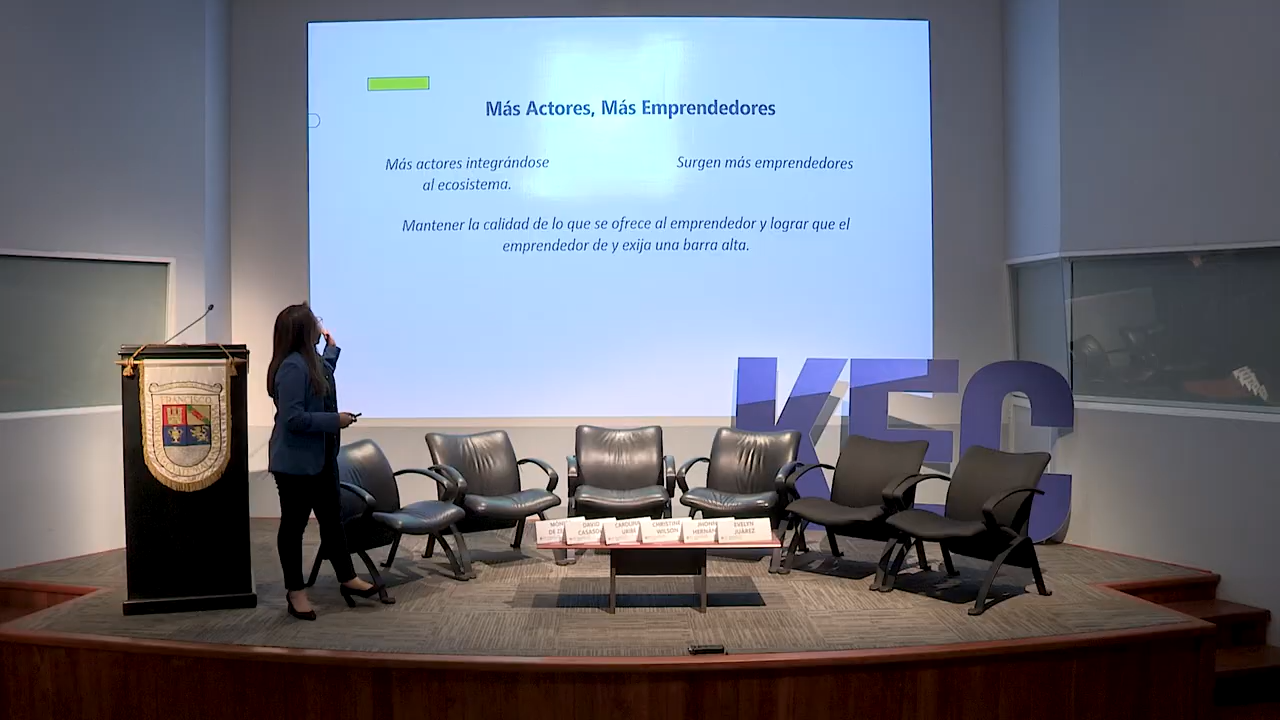 Más Actores, Más Emprendedores
Más actores integrándose
al ecosistema.
Surgen más emprendedores
Mantener la calidad de lo que se ofrece al emprendedor y lograr que el
emprendedor de y exija una barra alta.
KEC
FRANCISCO
DAVID
CAROLINA
URIBE
CHRISTINE
WILSON
EVELYN
JUÁREZ